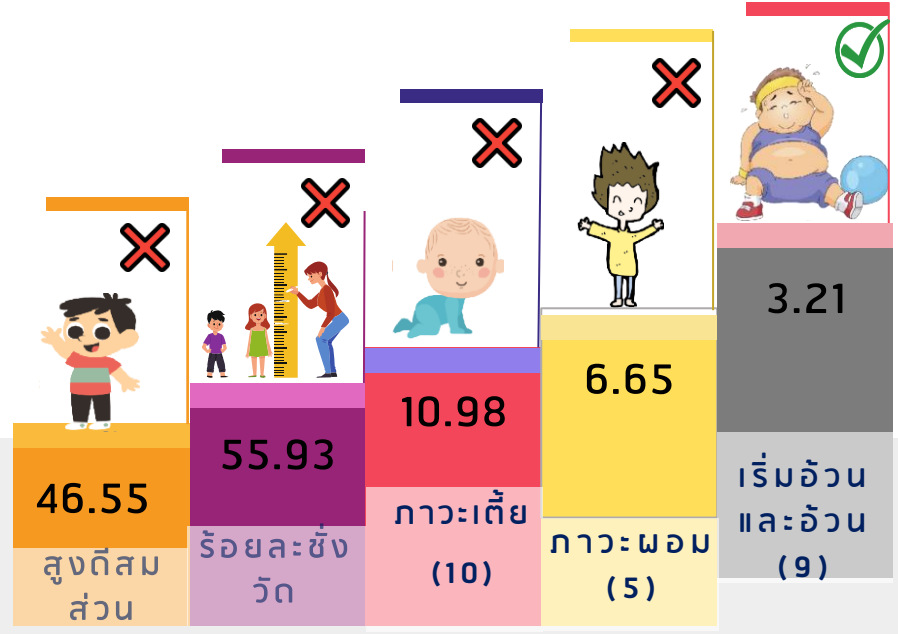 46.55
สูงดีสม
ส่วน
55.93
ร้อยละชั่ง
วัด
10.98
ภาวะเตี้ย
(10)
6.65
ภาวะผอม
(5)
3.21
เริ่มอ้วน
และอ้วน
(9)